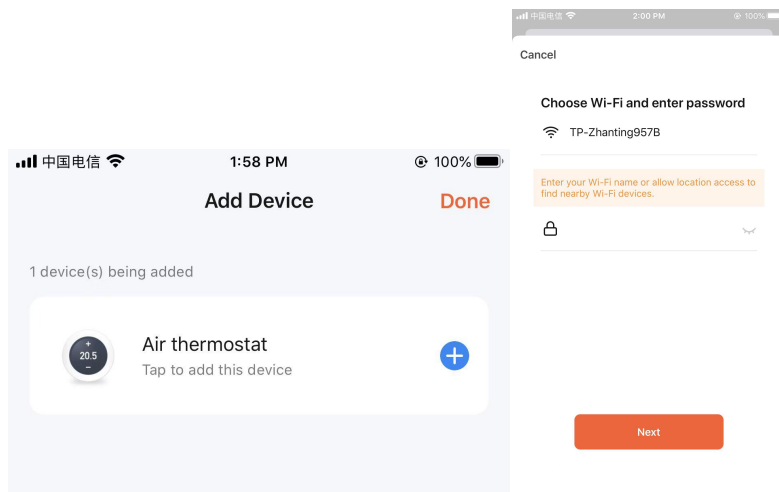 中国电信 1:58 PM 100%
Add Device Done
1 device(s) being added
Air thermostat
20.5
Tap to add this device
中国电信 2:00 PM 100%
Cancel
Choose Wi-Fi and enter password
TP-Zhanting957B
Enter your Wi-Fi name or allow location access to
find nearby Wi-Fi devices.
Next